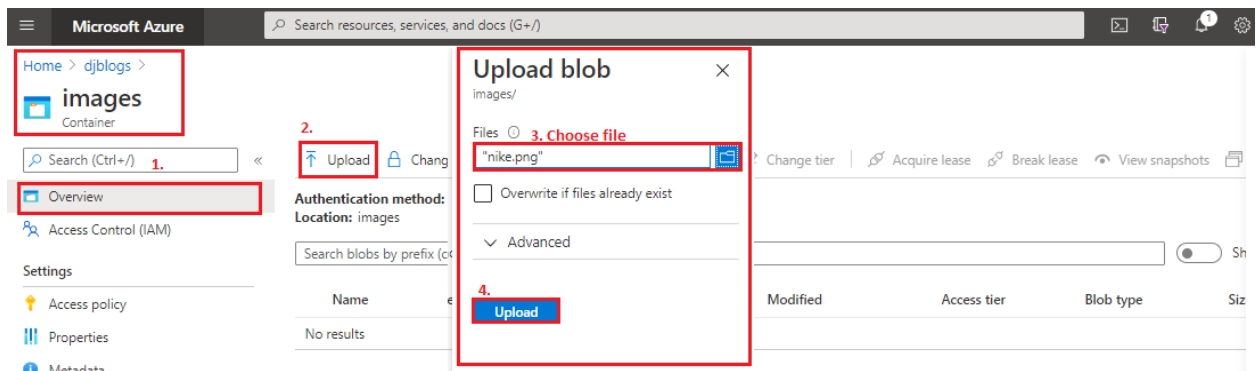 Microsoft Azure
Search resources, services, and docs (G+/)
1
Home > djblogs >
images
Container
Search (Ctrl+/) 1.
«
Overview
Access Control (IAM)
Settings
Access policy
Properties
Metadata
2.
Upload
Chang
Change tier
Acquire lease
Break lease
View snapshots
Authentication method:
Location: images
Search blobs by prefix (c
Sh
Name
Modified
Access tier
Blob type
Siz
No results
Upload blob
images/
Files 3. Choose file
"nike.png"
Overwrite if files already exist
Advanced
4.
Upload